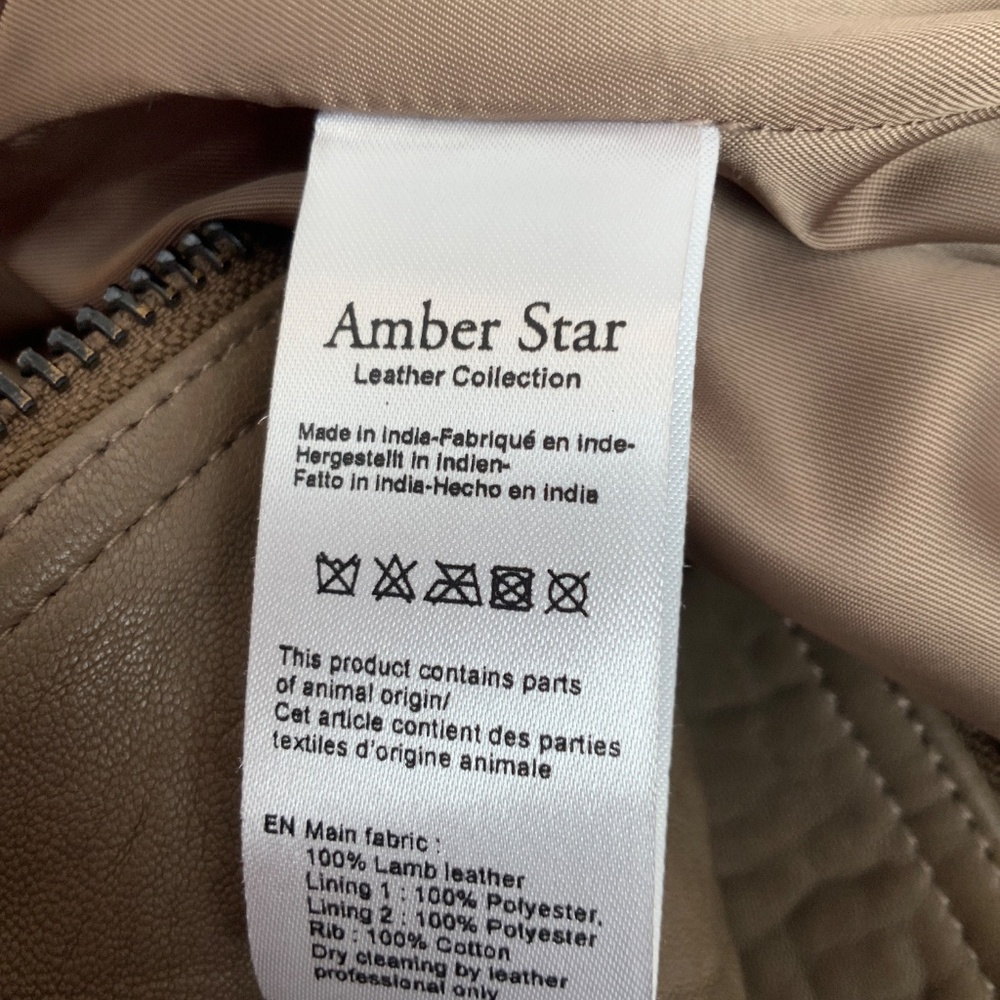 Amber Star
Leather Collection
Made in india-Fabriqué en inde-
Hergestellt in indien-
Fatto in india-Hecho en india
This product contains parts
of animal origin/
Cet article contient des parties
textiles d'origine animale
EN Main fabric :
100% Lamb leather
Lining 1 : 100% Polyester.
Lining 2 : 100% Polyester
Rib : 100% Cotton
Dry cleaning by leather
professional only